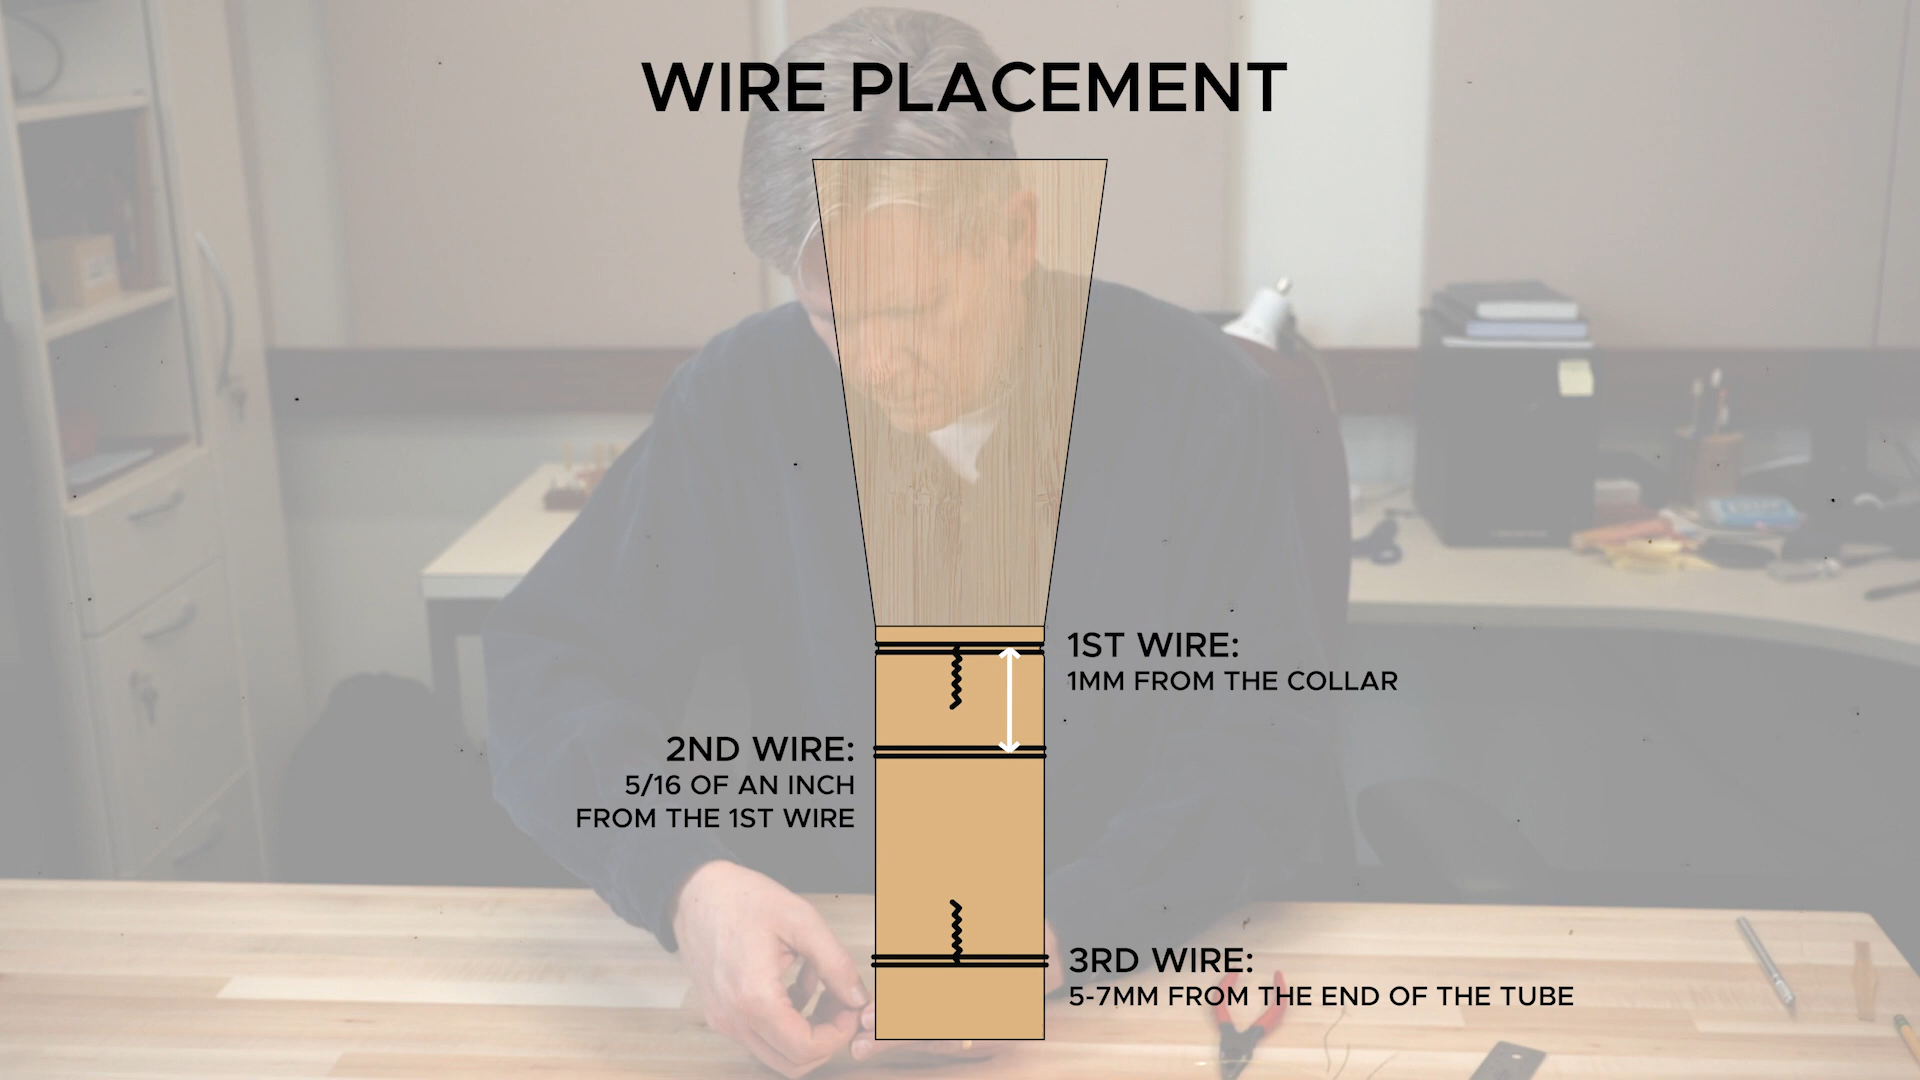 WIRE PLACEMENT
1ST WIRE:
1MM FROM THE COLLAR
2ND WIRE:
5/16 OF AN INCH
FROM THE 1ST WIRE
3RD WIRE:
5-7MM FROM THE END OF THE TUBE